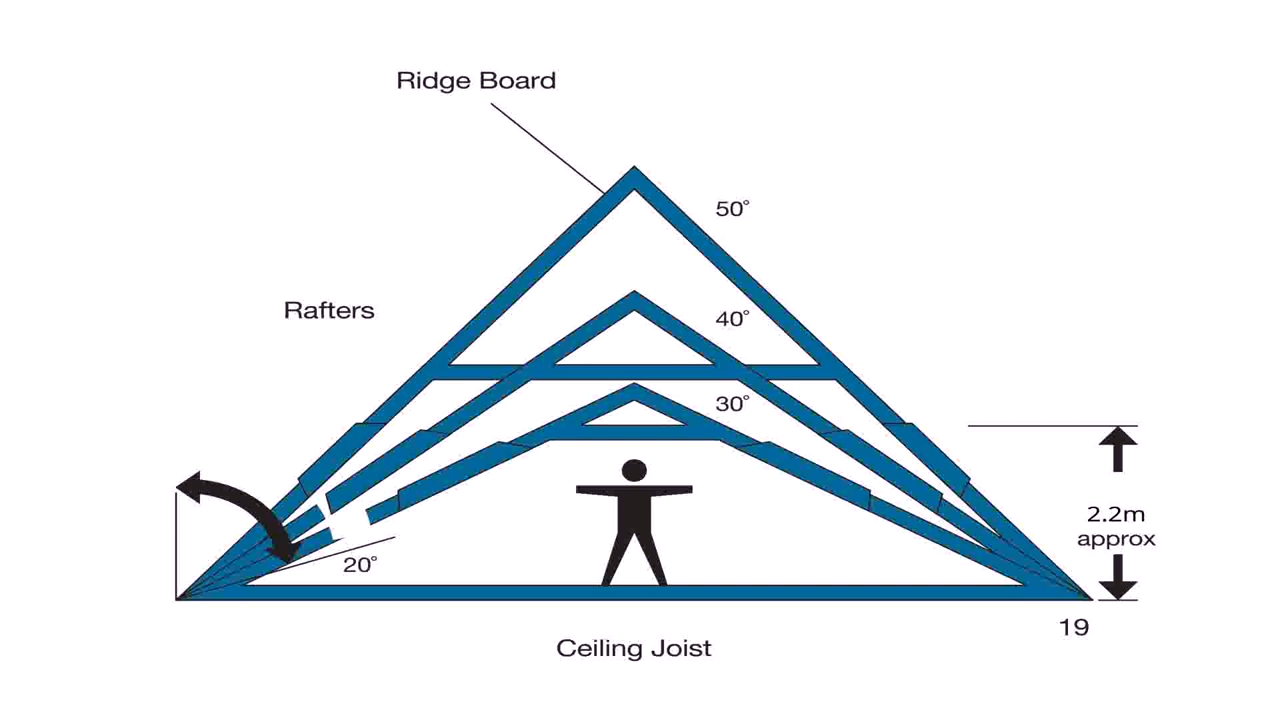 Ridge Board
50°
Rafters
40°
30°
2.2m
approx
20°
19
Ceiling Joist